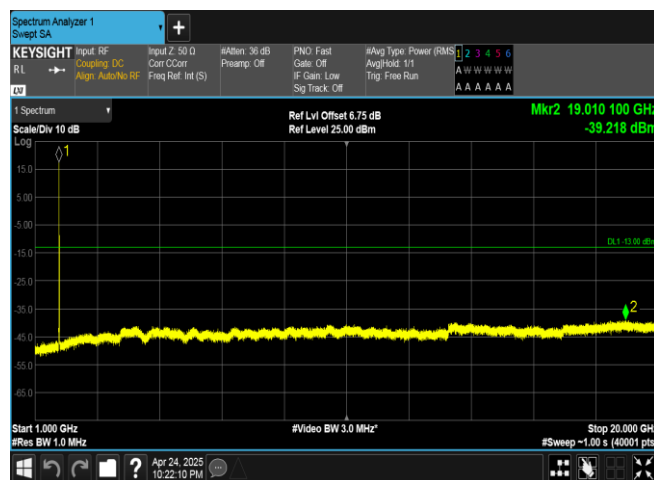 Spectrum Analyzer 1
Swept SA
+
KEYSIGHT
R L
LXI
Input: RF
Coupling: DC
Align: Auto/No RF
Input Z: 50 Ω
Corr CCorr
Freq Ref: Int (S)
#Atten: 36 dB
Preamp: Off
PNO: Fast
Gate: Off
IF Gain: Low
Sig Track: Off
#Avg Type: Power (RMS
Avg|Hold: 1/1
Trig: Free Run
1 2 3 4 5 6
A W W W W W
A A A A A A
1 Spectrum
Scale/Div 10 dB
Ref Lvl Offset 6.75 dB
Ref Level 25.00 dBm
Mkr2 19.010 100 GHz
-39.218 dBm
Log
1
15.0
5.00
-5.00
DL1 -13.00 dBm
-15.0
-25.0
2
-35.0
-45.0
-55.0
-65.0
Start 1.000 GHz
#Res BW 1.0 MHz
#Video BW 3.0 MHz*
Stop 20.000 GHz
#Sweep ~1.00 s (40001 pts
?
Apr 24, 2025
10:22:10 PM